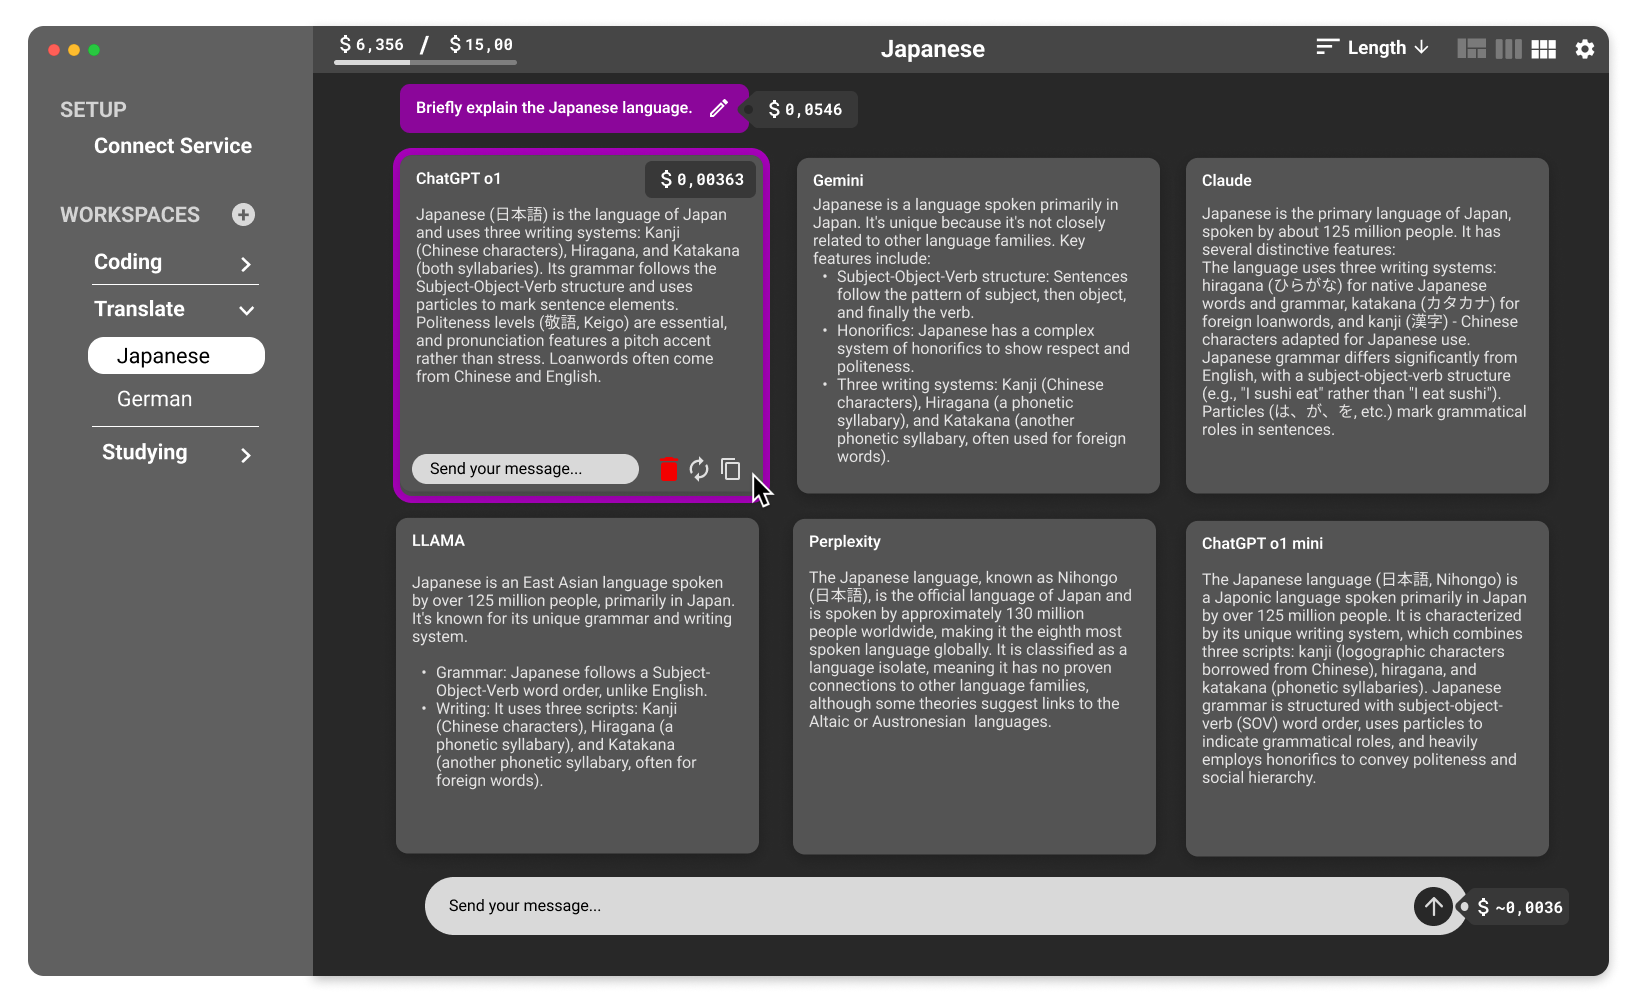 $ 6,356 / $ 15,00
Japanese
Length
SETUP
Connect Service
WORKSPACES
Coding
Translate
Japanese
German
Studying
Briefly explain the Japanese language.
$ 0,0546
ChatGPT o1
$ 0,00363
Japanese (日本語) is the language of Japan
and uses three writing systems: Kanji
(Chinese characters), Hiragana, and Katakana
(both syllabaries). Its grammar follows the
Subject-Object-Verb structure and uses
particles to mark sentence elements.
Politeness levels (敬語, Keigo) are essential,
and pronunciation features a pitch accent
rather than stress. Loanwords often come
from Chinese and English.
Send your message...
Gemini
Japanese is a language spoken primarily in
Japan. It's unique because it's not closely
related to other language families. Key
features include:
• Subject-Object-Verb structure: Sentences
follow the pattern of subject, then object,
and finally the verb.
• Honorifics: Japanese has a complex
system of honorifics to show respect and
politeness.
• Three writing systems: Kanji (Chinese
characters), Hiragana (a phonetic
syllabary), and Katakana (another
phonetic syllabary, often used for foreign
words).
Claude
Japanese is the primary language of Japan,
spoken by about 125 million people. It has
several distinctive features:
The language uses three writing systems:
hiragana (ひらがな) for native Japanese
words and grammar, katakana (カタカナ) for
foreign loanwords, and kanji (漢字) - Chinese
characters adapted for Japanese use.
Japanese grammar differs significantly from
English, with a subject-object-verb structure
(e.g., "I sushi eat" rather than "I eat sushi").
Particles (は、が、を, etc.) mark grammatical
roles in sentences.
LLAMA
Japanese is an East Asian language spoken
by over 125 million people, primarily in Japan.
It's known for its unique grammar and writing
system.
• Grammar: Japanese follows a Subject-
Object-Verb word order, unlike English.
• Writing: It uses three scripts: Kanji
(Chinese characters), Hiragana (a
phonetic syllabary), and Katakana
(another phonetic syllabary, often for
foreign words).
Perplexity
The Japanese language, known as Nihongo
(日本語), is the official language of Japan and
is spoken by approximately 130 million
people worldwide, making it the eighth most
spoken language globally. It is classified as a
language isolate, meaning it has no proven
connections to other language families,
although some theories suggest links to the
Altaic or Austronesian  languages.
ChatGPT o1 mini
The Japanese language (日本語, Nihongo) is
a Japonic language spoken primarily in Japan
by over 125 million people. It is characterized
by its unique writing system, which combines
three scripts: kanji (logographic characters
borrowed from Chinese), hiragana, and
katakana (phonetic syllabaries). Japanese
grammar is structured with subject-object-
verb (SOV) word order, uses particles to
indicate grammatical roles, and heavily
employs honorifics to convey politeness and
social hierarchy.
Send your message...
$ ~0,0036